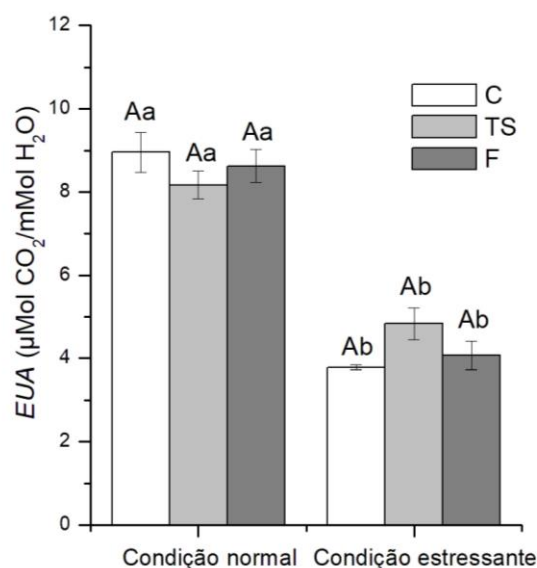 12
10
8
6
4
2
0
EUA (µMol CO₂/mMol H₂O)
Aa
Aa
Aa
Ab
Ab
Ab
C
TS
F
Condição normal
Condição estressante